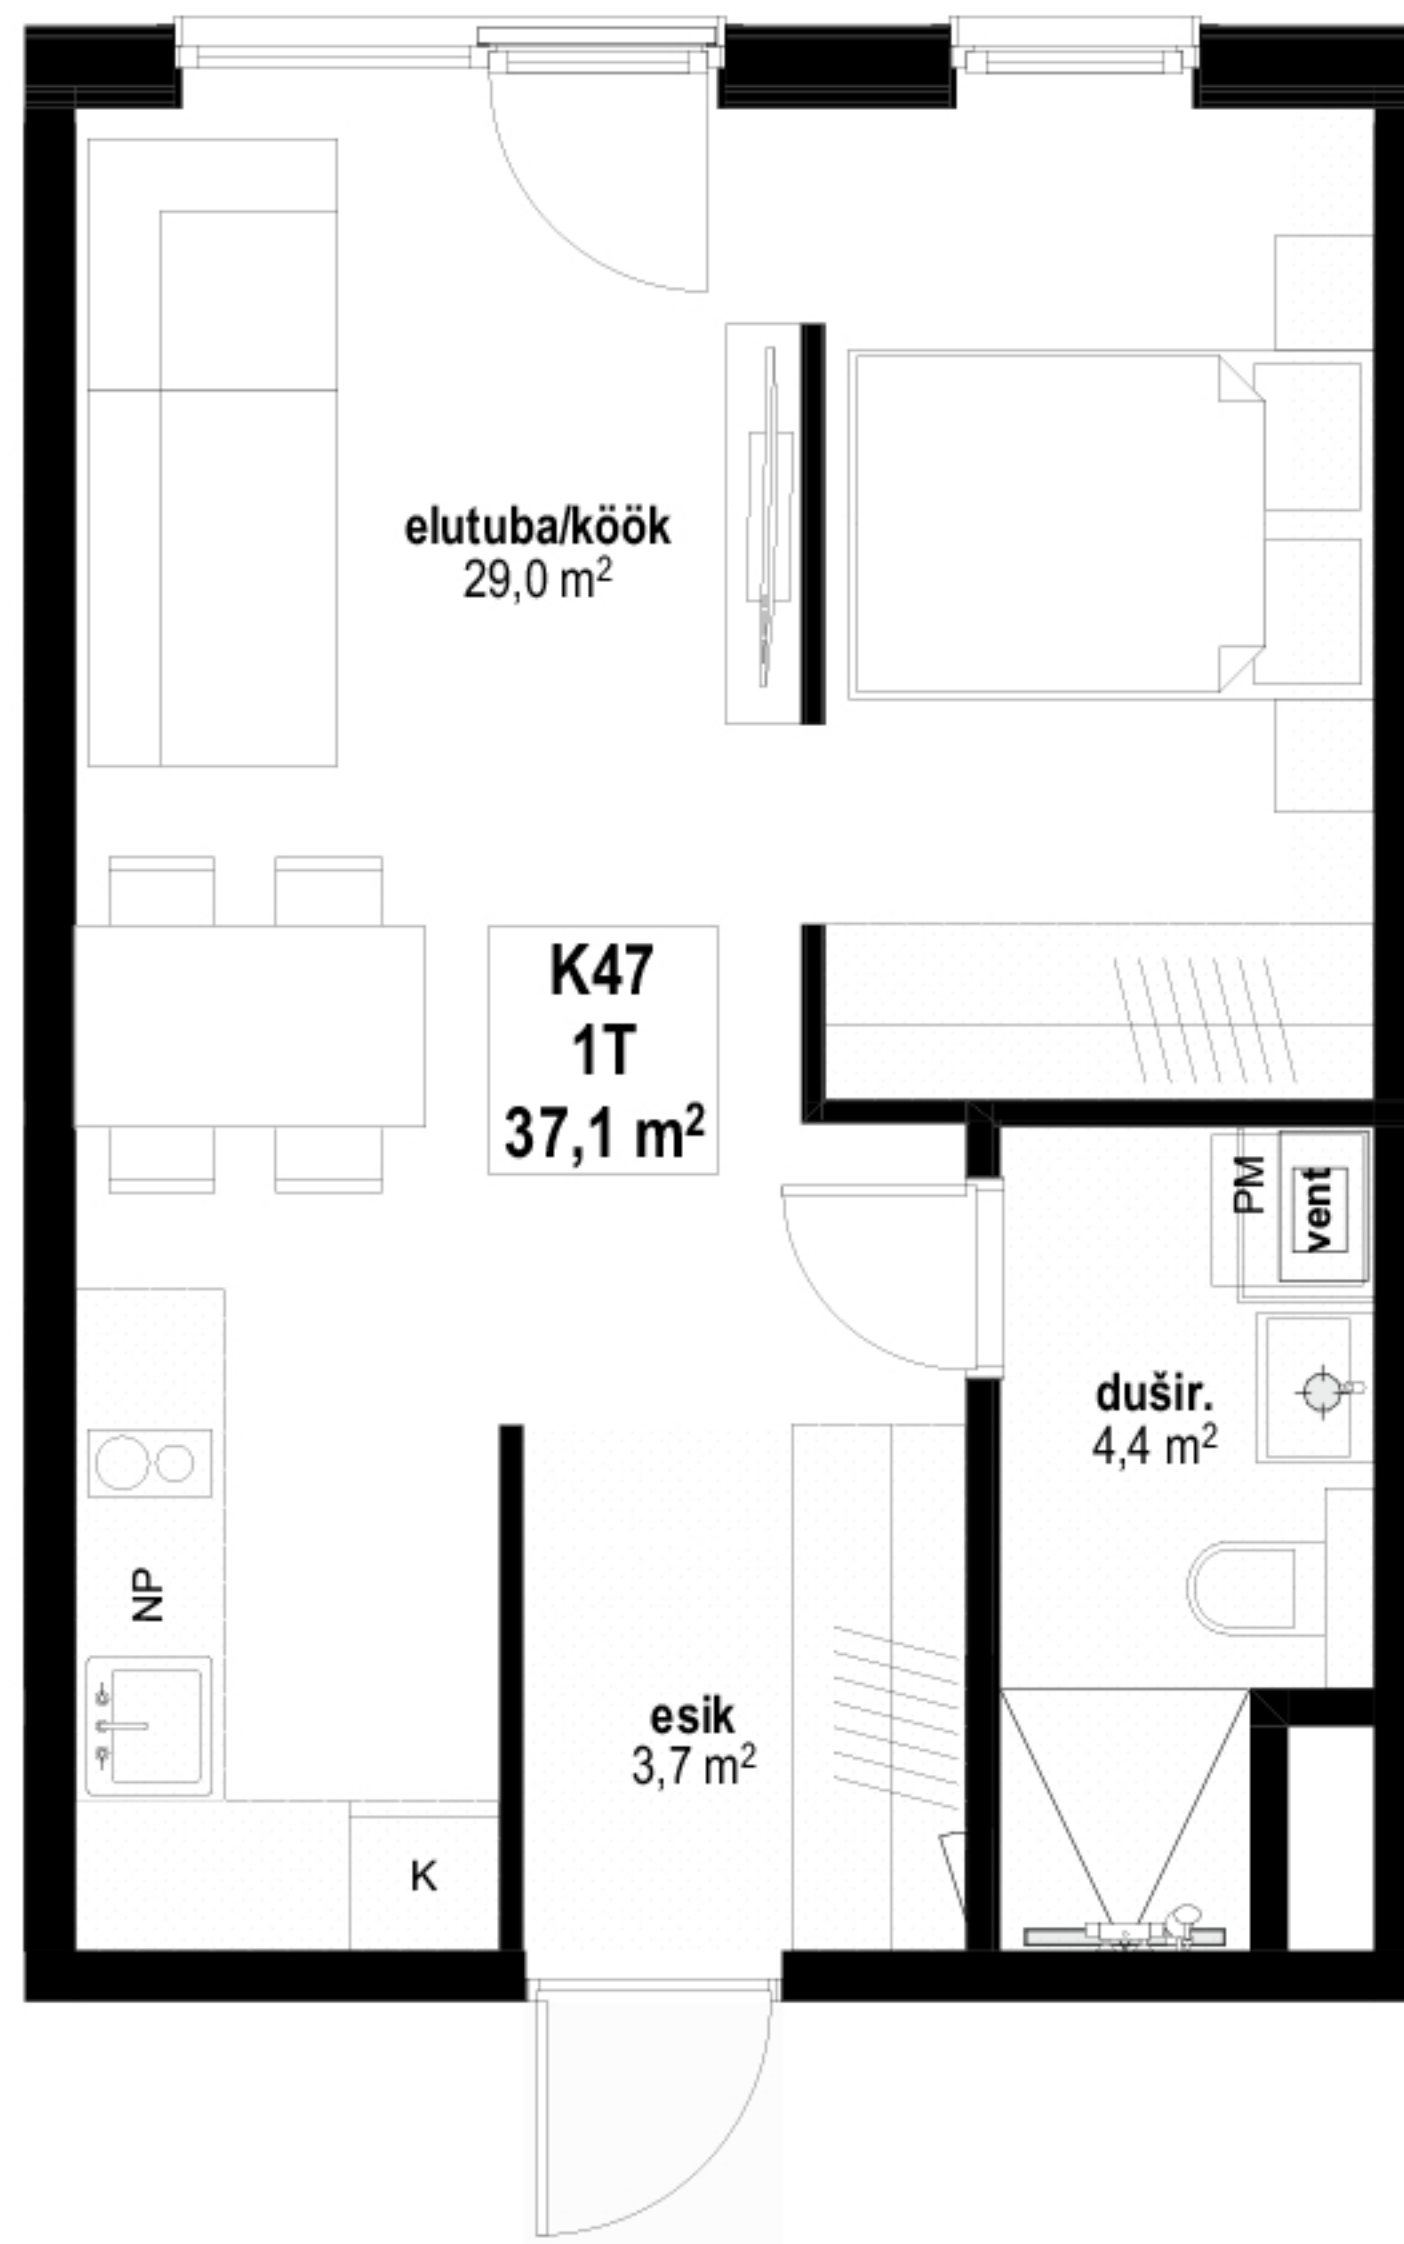 elutuba/köök
29,0 m²
K47
1T
37,1 m²
PM
vent
dušir.
4,4 m²
NP
esik
3,7 m²
K